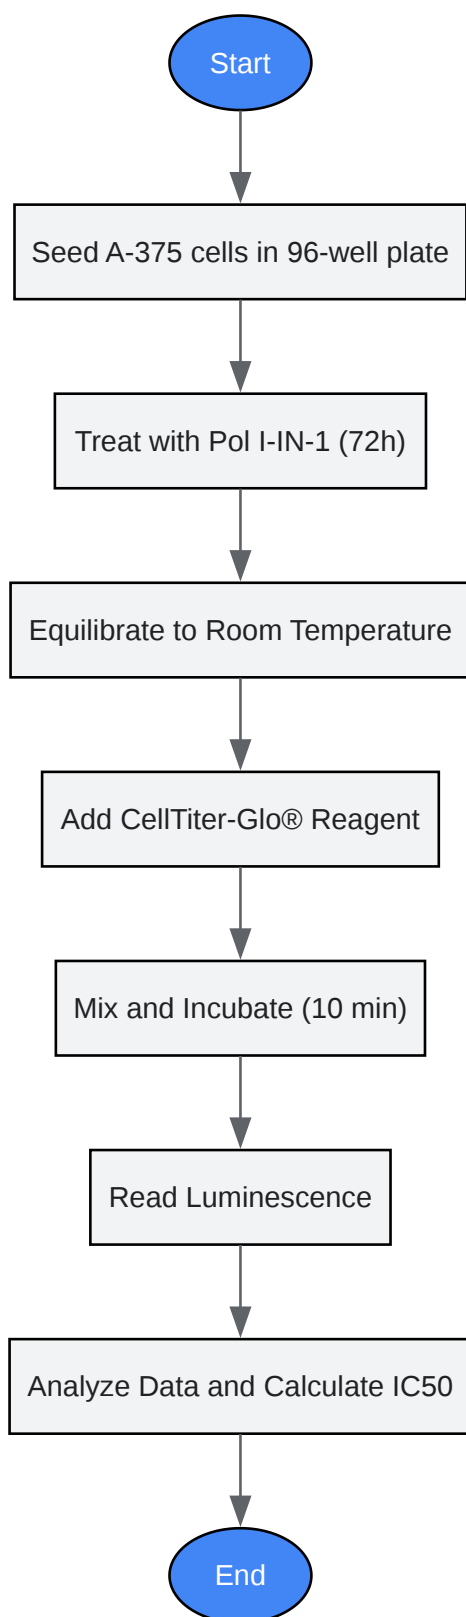 Start
Seed A-375 cells in 96-well plate
Treat with Pol I-IN-1 (72h)
Equilibrate to Room Temperature
Add CellTiter-Glo® Reagent
Mix and Incubate (10 min)
Read Luminescence
Analyze Data and Calculate IC50
End